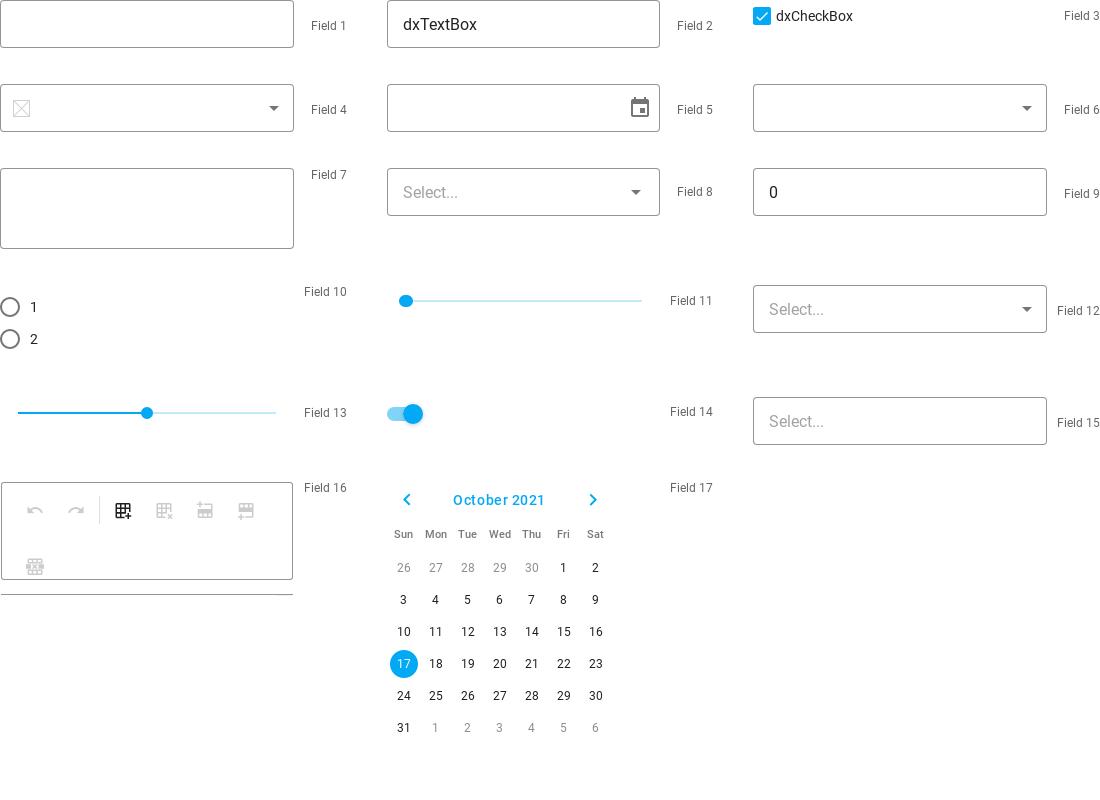 Field 1
dxTextBox
Field 2
dxCheckBox
Field 3
Field 4
Field 5
Field 6
Field 7
Select...
Field 8
0
Field 9
1
2
Field 10
Field 11
Select...
Field 12
Field 13
Field 14
Select...
Field 15
Field 16
October 2021
Sun Mon Tue Wed Thu Fri Sat
26 27 28 29 30 1 2
3 4 5 6 7 8 9
10 11 12 13 14 15 16
17 18 19 20 21 22 23
24 25 26 27 28 29 30
31 1 2 3 4 5 6
Field 17